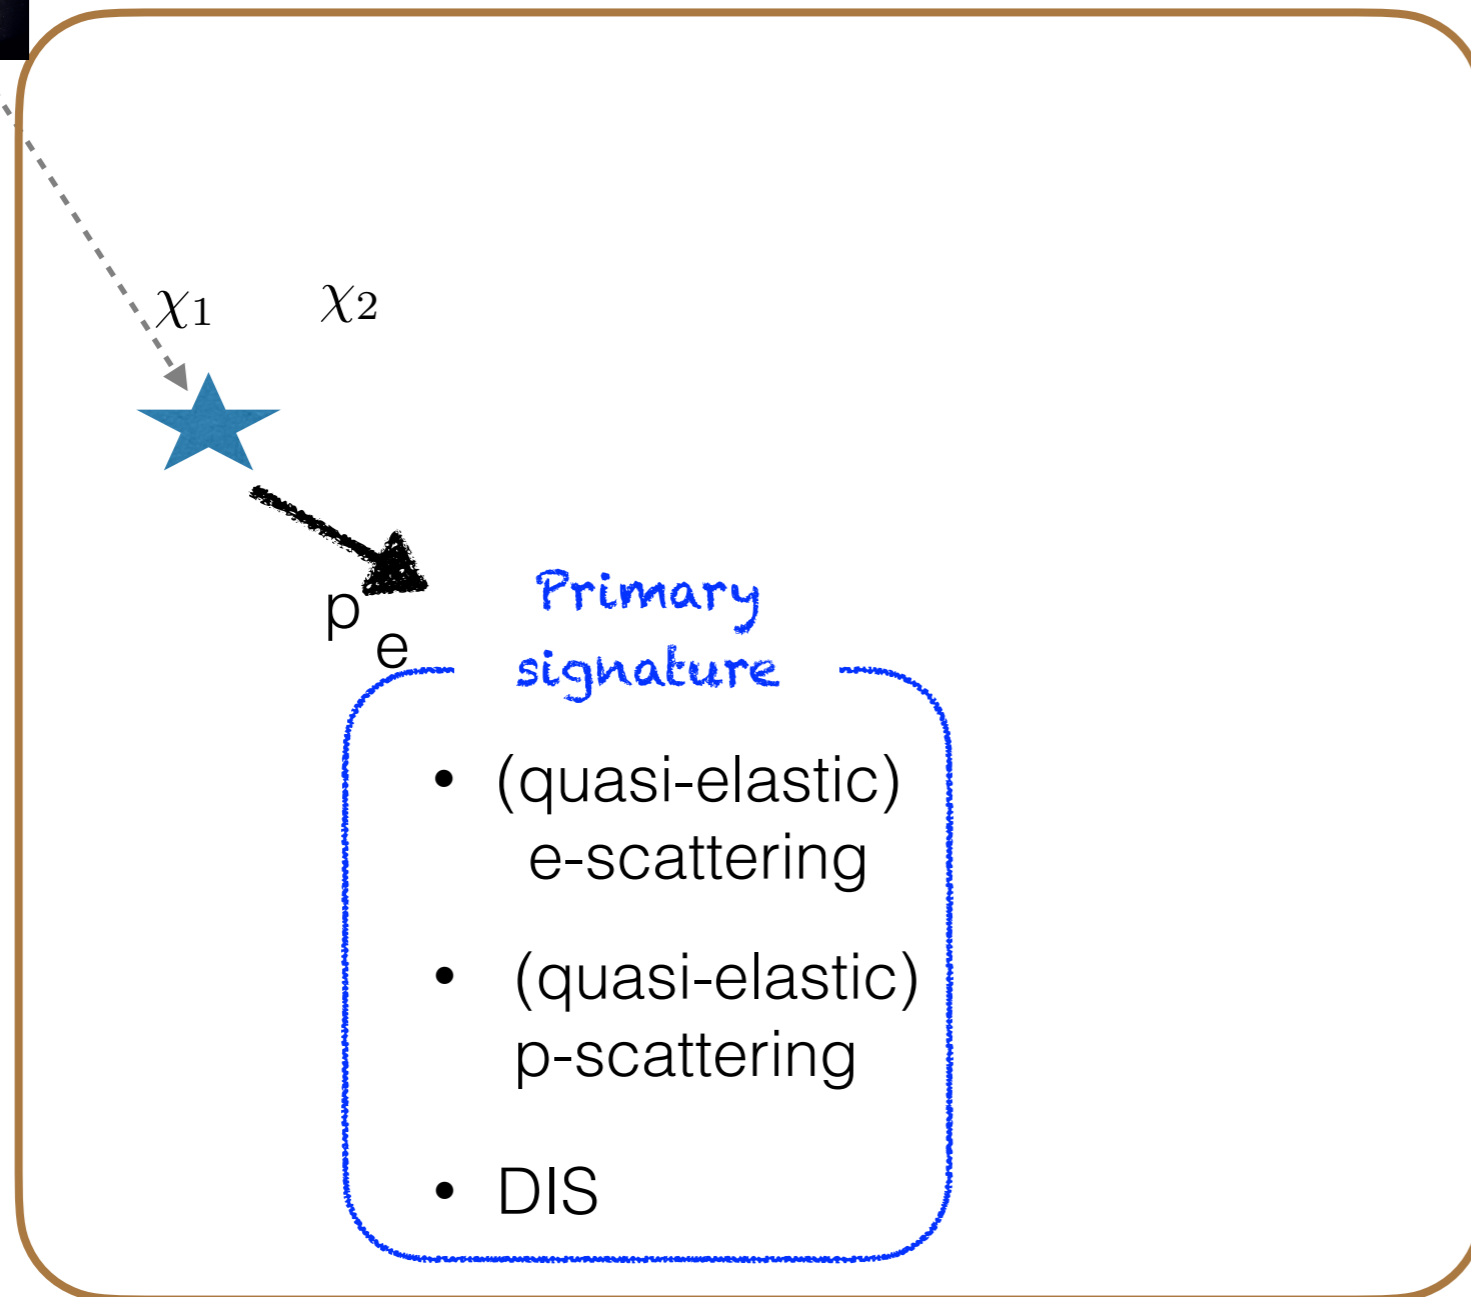 χ₁ χ₂
p
e
Primary
signature
• (quasi-elastic)
e-scattering
• (quasi-elastic)
p-scattering
• DIS